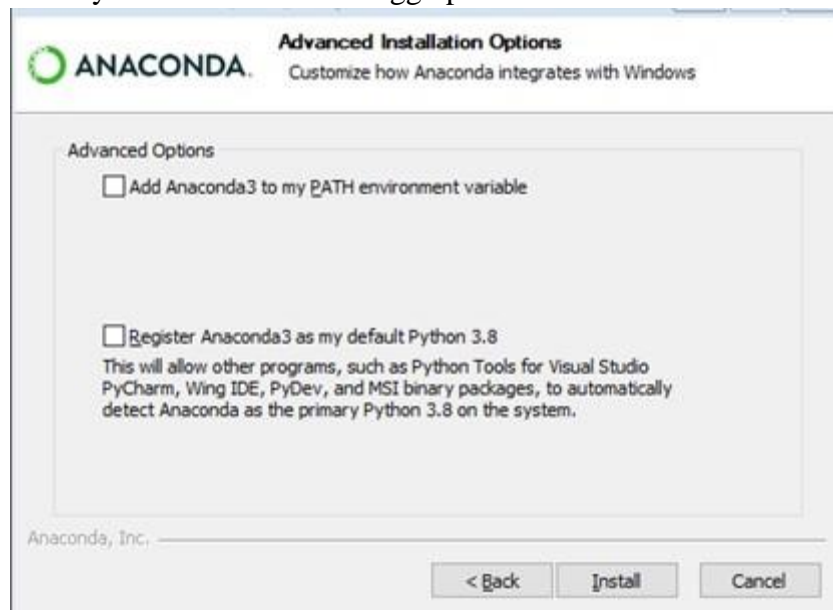 ANACONDA.
Advanced Installation Options
Customize how Anaconda integrates with Windows
Advanced Options
Add Anaconda3 to my PATH environment variable
Register Anaconda3 as my default Python 3.8
This will allow other programs, such as Python Tools for Visual Studio
PyCharm, Wing IDE, PyDev, and MSI binary packages, to automatically
detect Anaconda as the primary Python 3.8 on the system.
Anaconda, Inc.
< Back
Install
Cancel